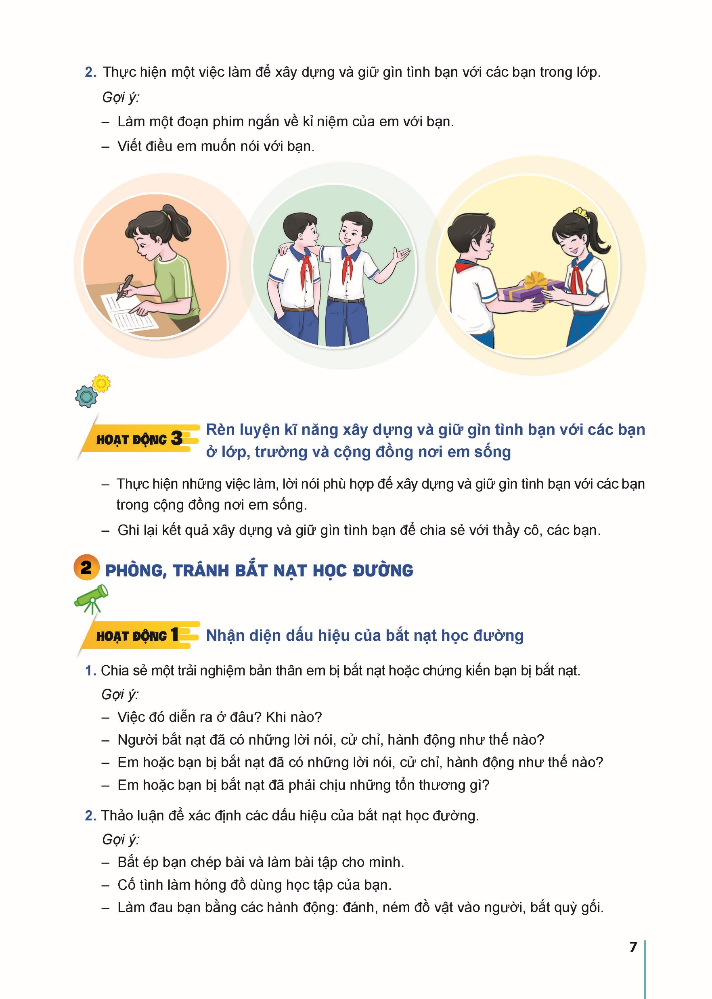 2. Thực hiện một việc làm để xây dựng và giữ gìn tình bạn với các bạn trong lớp.
Gợi ý:
– Làm một đoạn phim ngắn về kỉ niệm của em với bạn.
– Viết điều em muốn nói với bạn.
HOẠT ĐỘNG 3
Rèn luyện kĩ năng xây dựng và giữ gìn tình bạn với các bạn
ở lớp, trường và cộng đồng nơi em sống
– Thực hiện những việc làm, lời nói phù hợp để xây dựng và giữ gìn tình bạn với các bạn
trong cộng đồng nơi em sống.
– Ghi lại kết quả xây dựng và giữ gìn tình bạn để chia sẻ với thầy cô, các bạn.
2 PHÒNG, TRÁNH BẮT NẠT HỌC ĐƯỜNG
HOẠT ĐỘNG 1 Nhận diện dấu hiệu của bắt nạt học đường
1. Chia sẻ một trải nghiệm bản thân em bị bắt nạt hoặc chứng kiến bạn bị bắt nạt.
Gợi ý:
– Việc đó diễn ra ở đâu? Khi nào?
– Người bắt nạt đã có những lời nói, cử chỉ, hành động như thế nào?
– Em hoặc bạn bị bắt nạt đã có những lời nói, cử chỉ, hành động như thế nào?
– Em hoặc bạn bị bắt nạt đã phải chịu những tổn thương gì?
2. Thảo luận để xác định các dấu hiệu của bắt nạt học đường.
Gợi ý:
– Bắt ép bạn chép bài và làm bài tập cho mình.
– Cố tình làm hỏng đồ dùng học tập của bạn.
– Làm đau bạn bằng các hành động: đánh, ném đồ vật vào người, bắt quỳ gối.
7